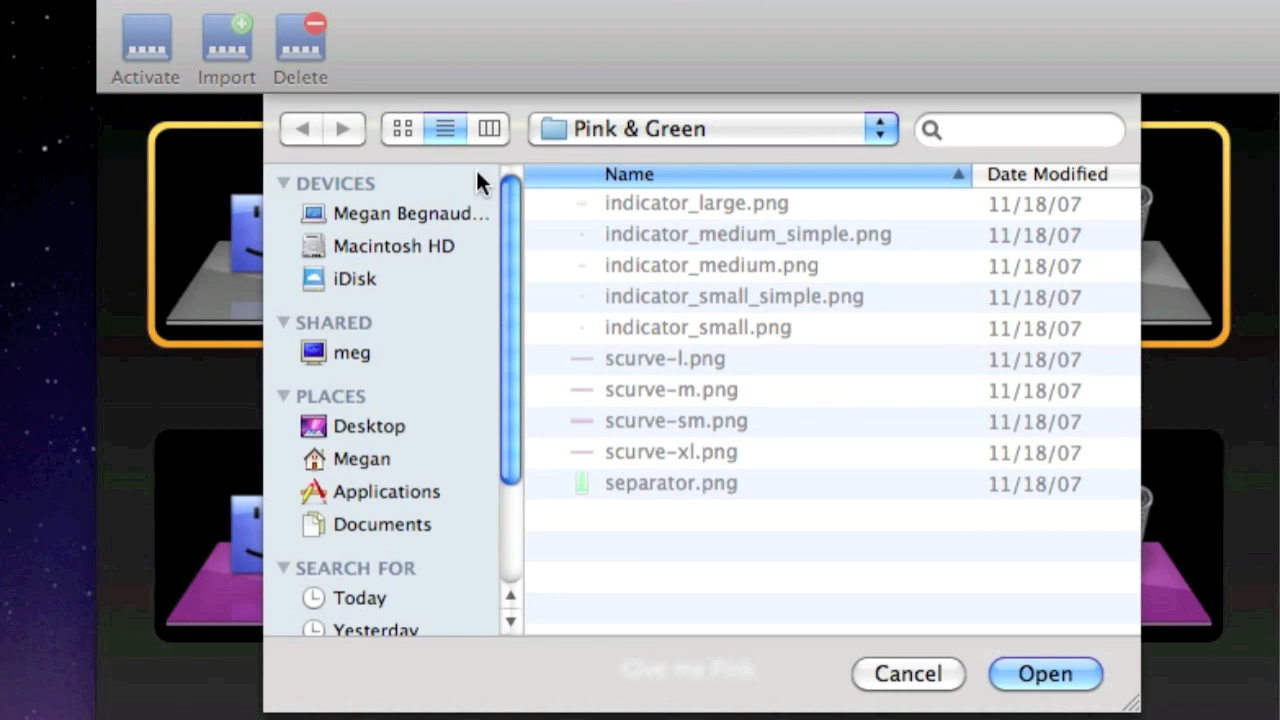 Activate Import Delete
Pink & Green
DEVICES
Megan Begnaud...
Macintosh HD
iDisk
SHARED
meg
PLACES
Desktop
Megan
Applications
Documents
SEARCH FOR
Today
Yesterday
Name Date Modified
indicator_large.png 11/18/07
indicator_medium_simple.png 11/18/07
indicator_medium.png 11/18/07
indicator_small_simple.png 11/18/07
indicator_small.png 11/18/07
scurve-l.png 11/18/07
scurve-m.png 11/18/07
scurve-sm.png 11/18/07
scurve-xl.png 11/18/07
separator.png 11/18/07
Give me Pink
Cancel Open